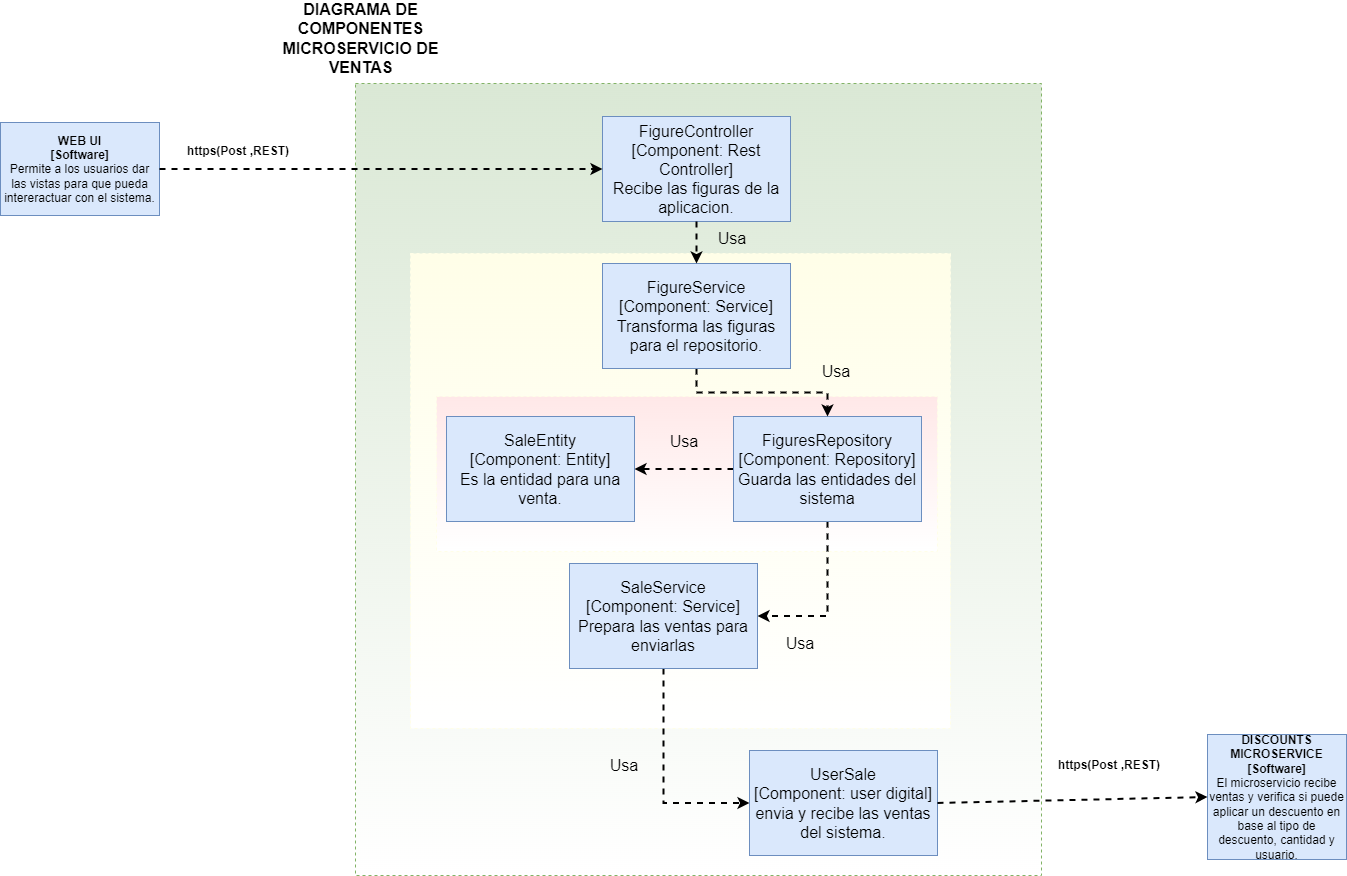 DIAGRAMA DE
COMPONENTES
MICROSERVICIO DE
VENTAS
WEB UI
[Software]
Permite a los usuarios dar
las vistas para que pueda
intereractuar con el sistema.
https(Post ,REST)
FigureController
[Component: Rest
Controller]
Recibe las figuras de la
aplicacion.
Usa
FigureService
[Component: Service]
Transforma las figuras
para el repositorio.
Usa
SaleEntity
[Component: Entity]
Es la entidad para una
venta.
Usa
FiguresRepository
[Component: Repository]
Guarda las entidades del
sistema
SaleService
[Component: Service]
Prepara las ventas para
enviarlas
Usa
Usa
UserSale
[Component: user digital]
envia y recibe las ventas
del sistema.
https(Post ,REST)
DISCOUNTS
MICROSERVICE
[Software]
El microservicio recibe
ventas y verifica si puede
aplicar un descuento en
base al tipo de
descuento, cantidad y
usuario.